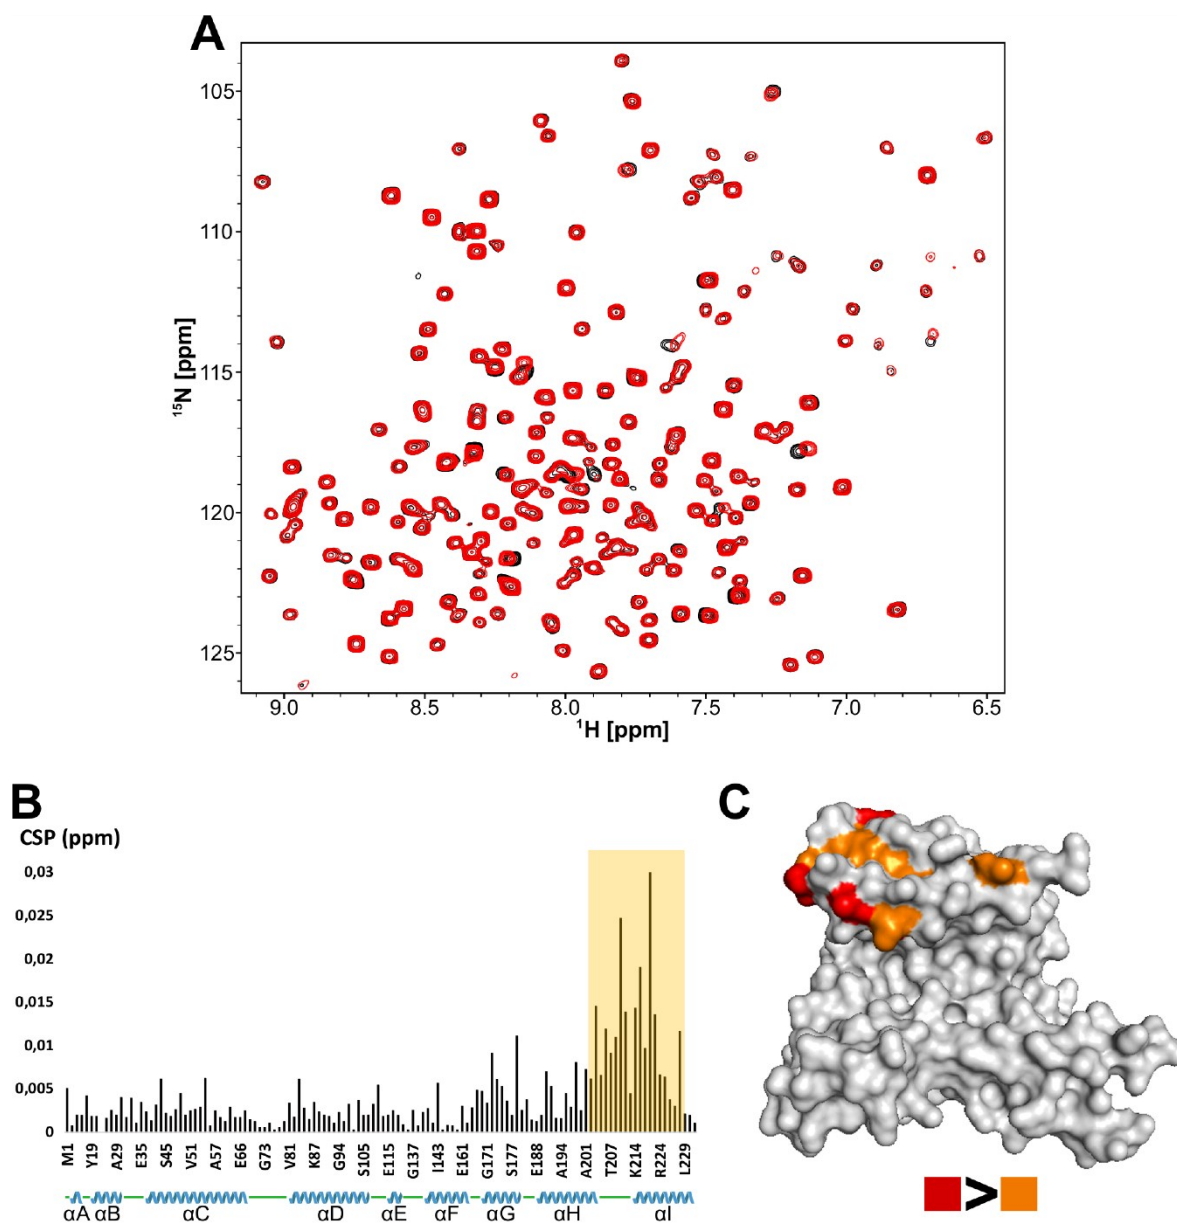 A
105
110
115
120
125
¹⁵N [ppm]
9.0 8.5 8.0 7.5 7.0 6.5
¹H [ppm]
B
CSP (ppm)
0,03
0,025
0,02
0,015
0,01
0,005
0
M1 Y19 A29 E35 S45 V51 A57 E66 G73 V81 K87 G94 S105 E115 G137 I143 E161 G171 S177 E188 A194 A201 T207 K214 R224 L229
αA αB αC αD αE αF αG αH αI
C
>